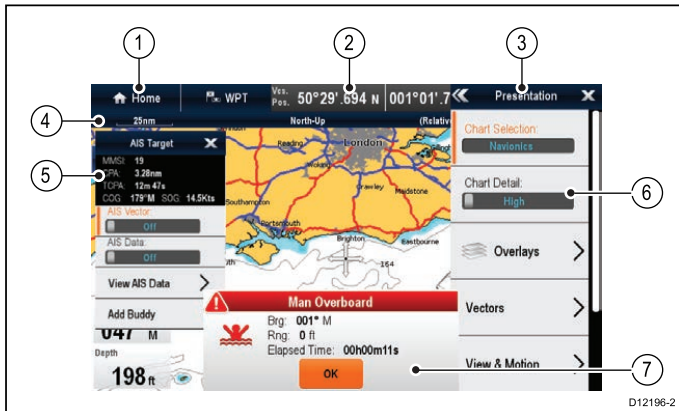 1
2
3
Home
WPT
Ves. Pos. 50°29'.694 N 001°01'.7
Presentation
X
4
25nm
North-Up
(Relativ
AIS Target X
5
MMSI: 19
CPA: 3.28nm
TCPA: 12m 47s
COG 179°M SOG 14.5Kts
AIS Vector:
Off
AIS Data:
Off
View AIS Data
Add Buddy
047 M
Depth
198 ft
Reading
London
Crawley
Maidstone
Southampton
Portsmouth
Brighton
Eastbourne
164
Chart Selection:
Navionics
Chart Detail:
High
6
Overlays
Vectors
View & Motion
Man Overboard
Brg: 001° M
Rng: 0 ft
Elapsed Time: 00h00m11s
OK
7
D12196-2